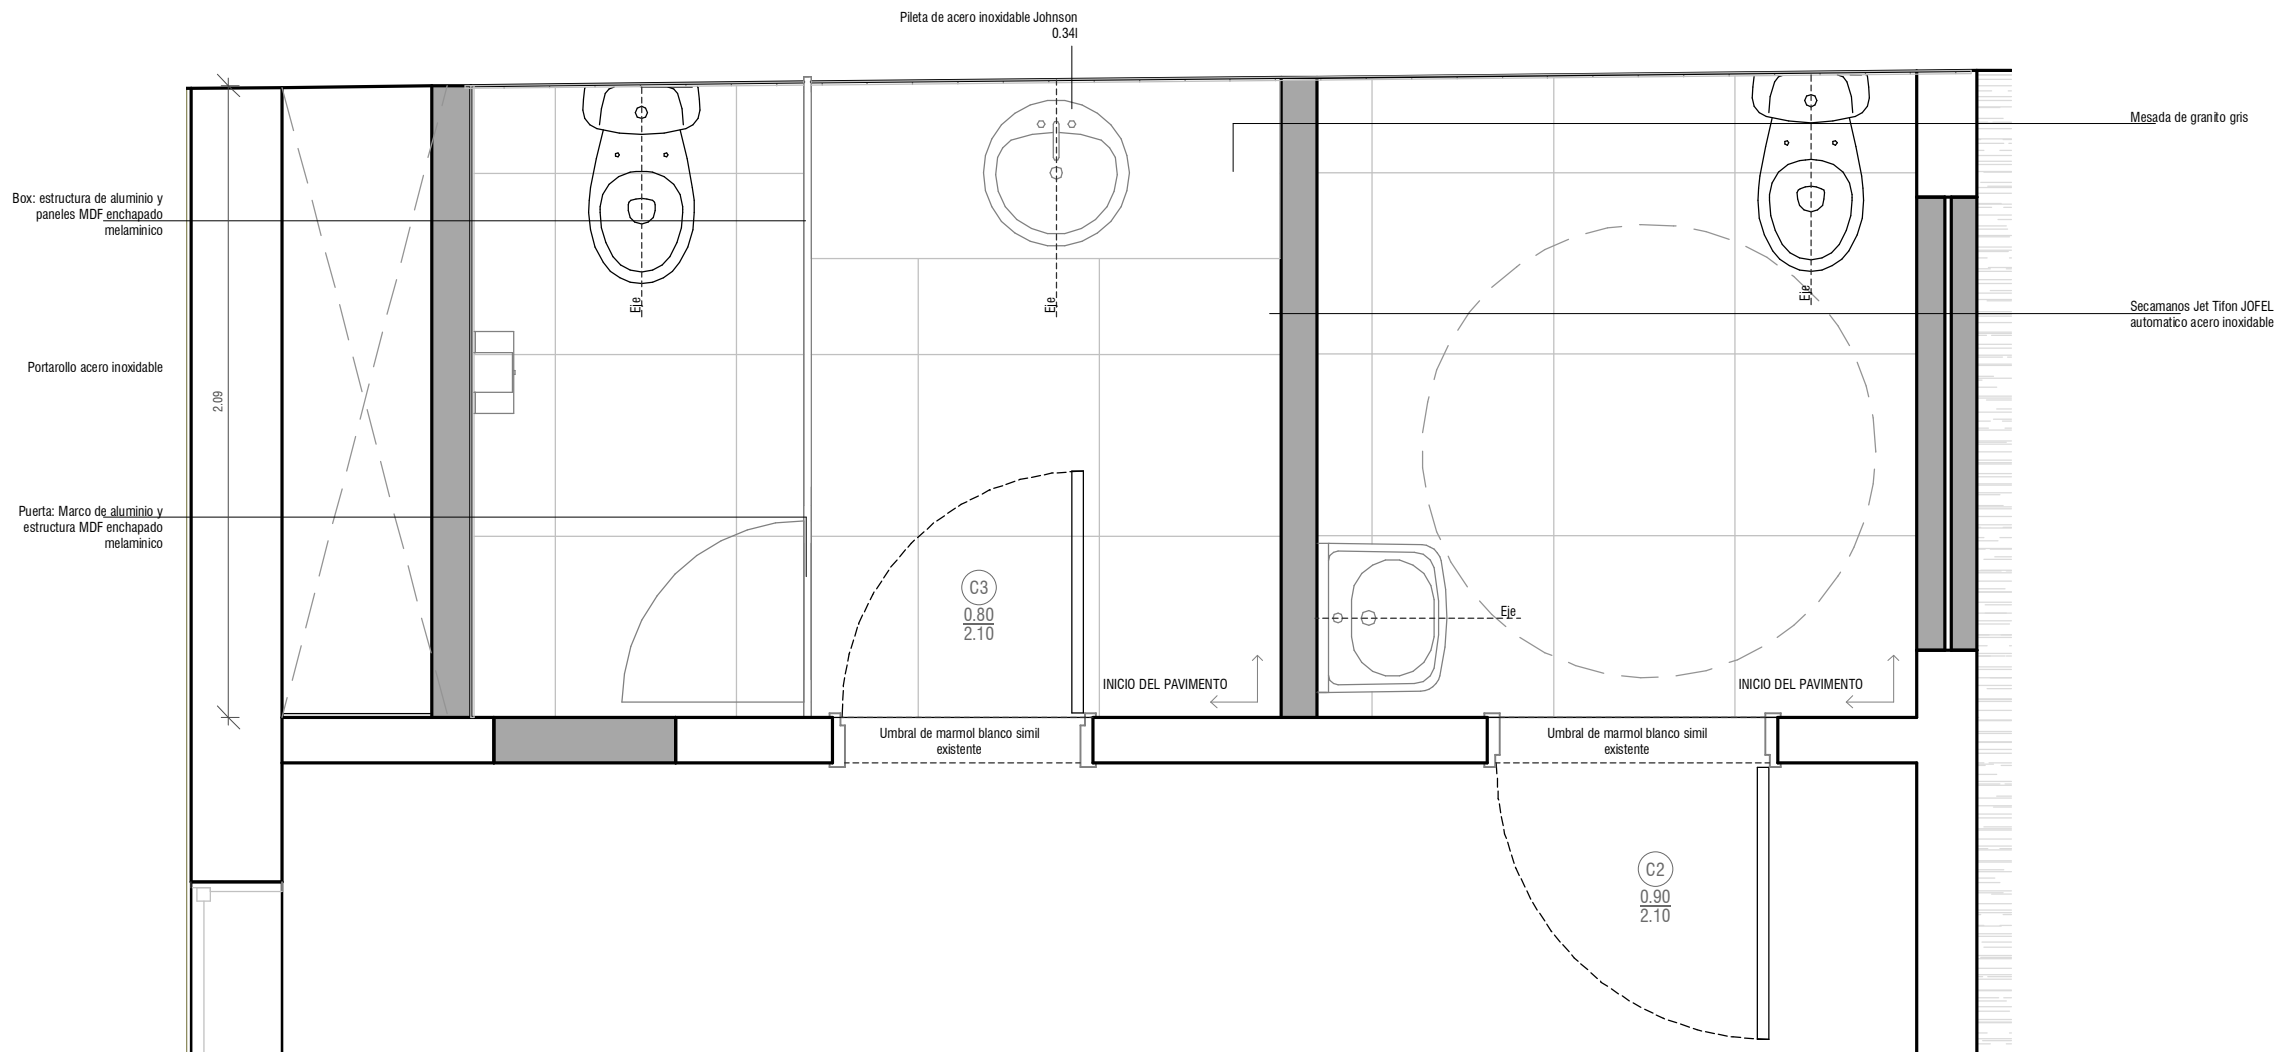 Pileta de acero inoxidable Johnson
0.34l
Mesada de granito gris
Box: estructura de aluminio y
paneles MDF enchapado
melaminico
Eje
Eje
Eje
Secamanos Jet Tifon JOFEL
automatico acero inoxidable
Portarollo acero inoxidable
2.09
Puerta: Marco de aluminio y
estructura MDF enchapado
melaminico
C3
0.80
2.10
Eje
INICIO DEL PAVIMENTO
INICIO DEL PAVIMENTO
Umbral de marmol blanco simil
existente
Umbral de marmol blanco simil
existente
C2
0.90
2.10